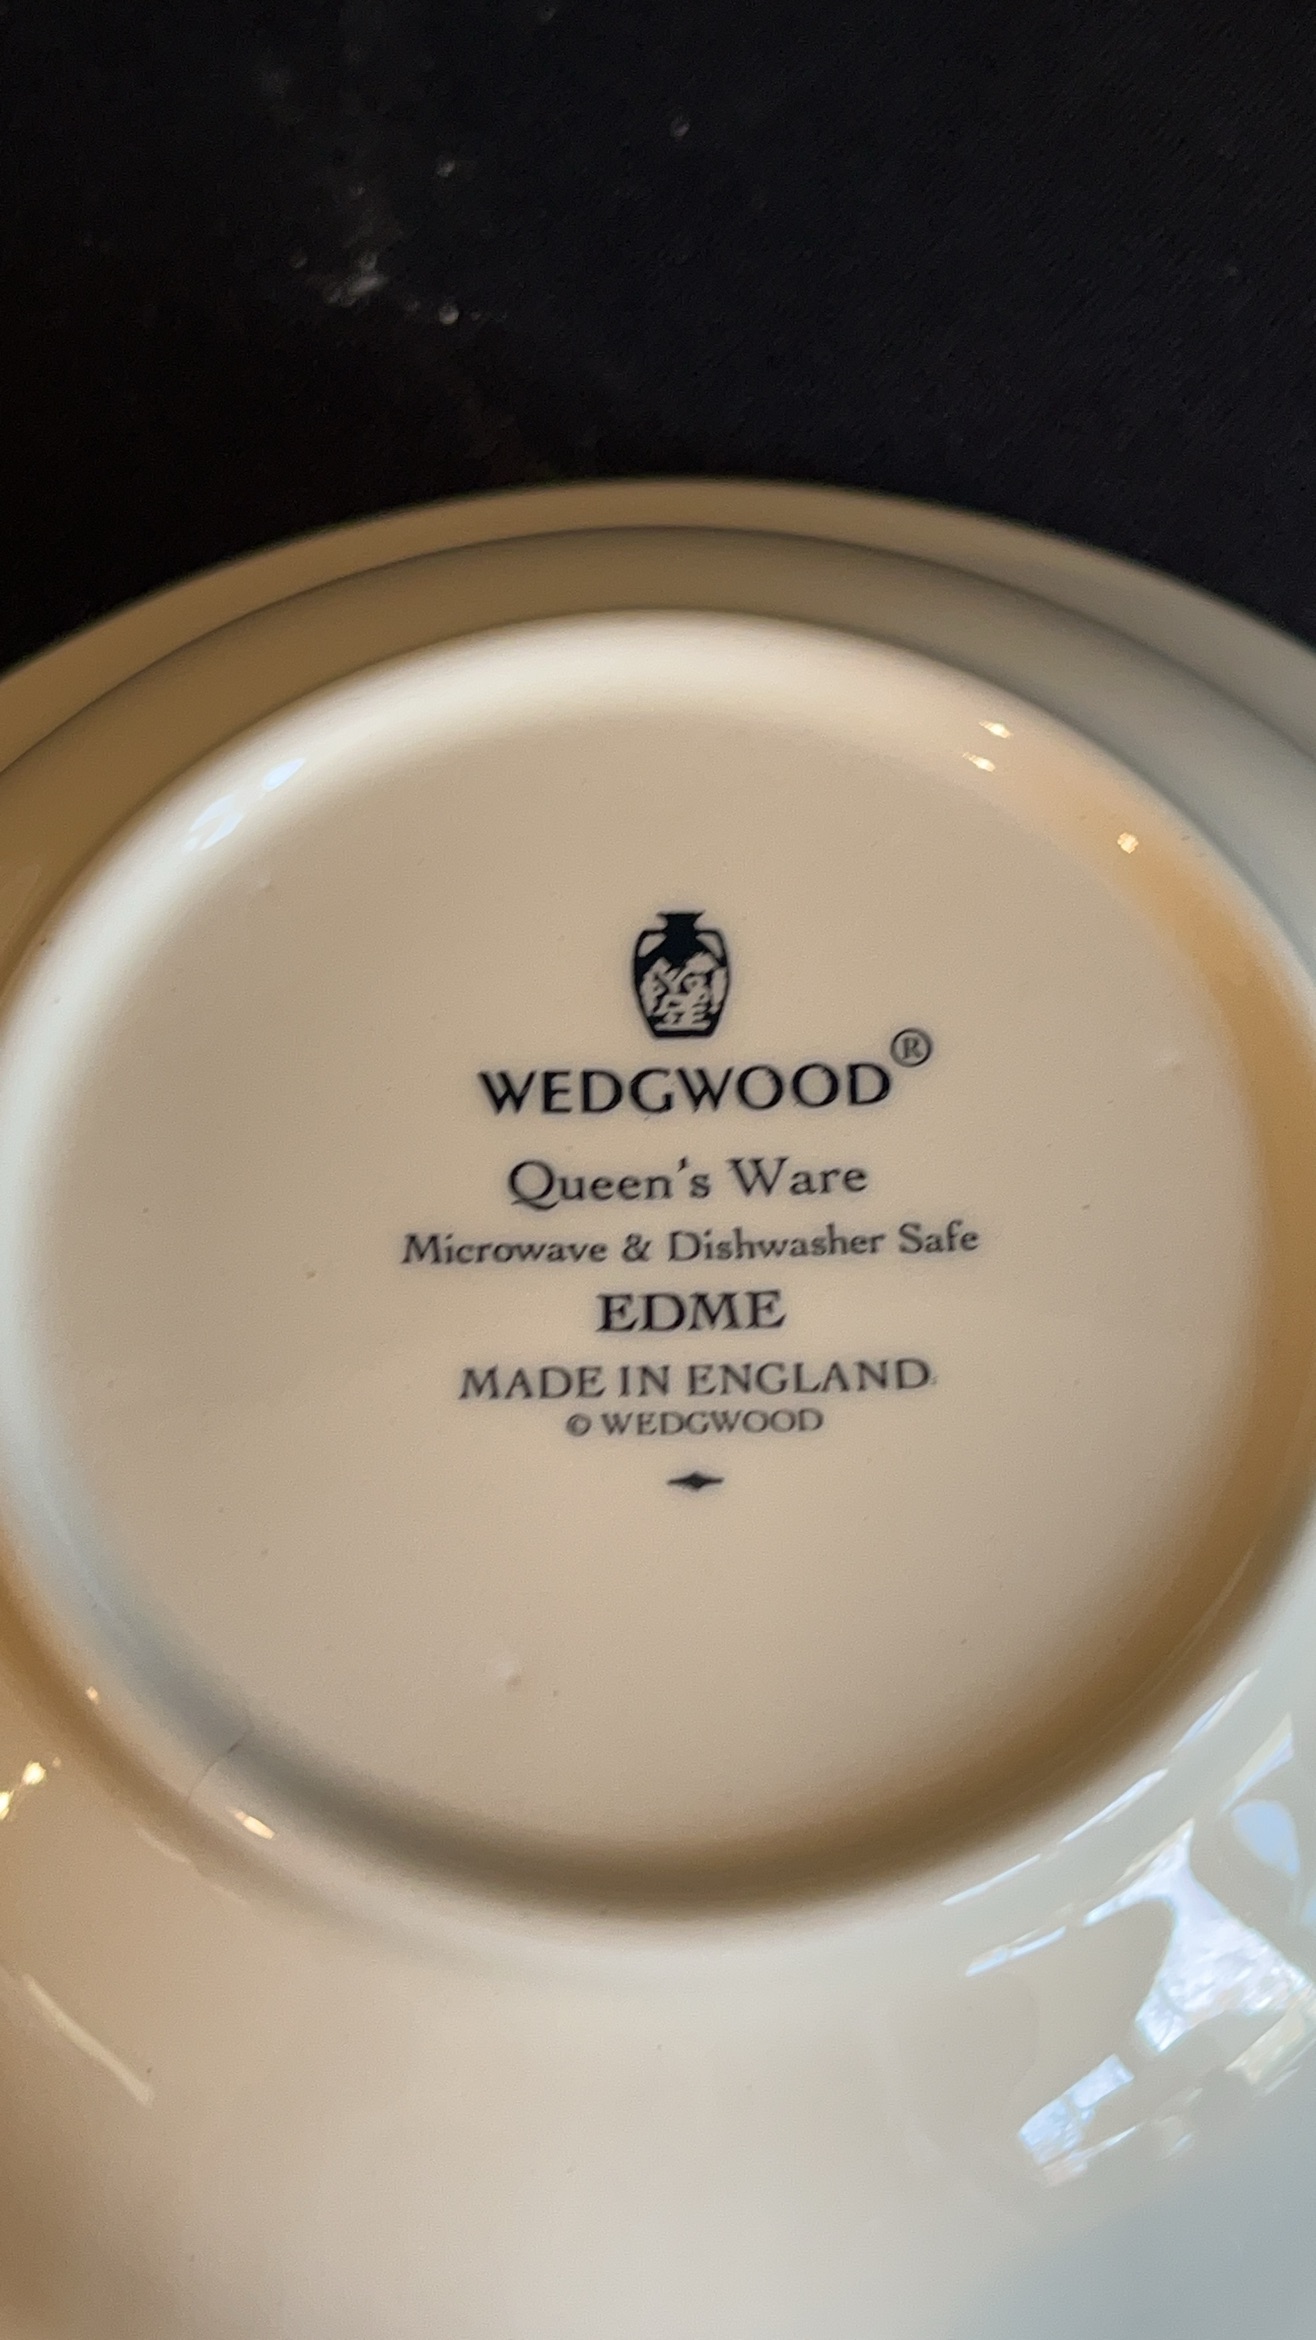 WEDGWOOD®
Queen's Ware
Microwave & Dishwasher Safe
EDME
MADE IN ENGLAND
© WEDGWOOD